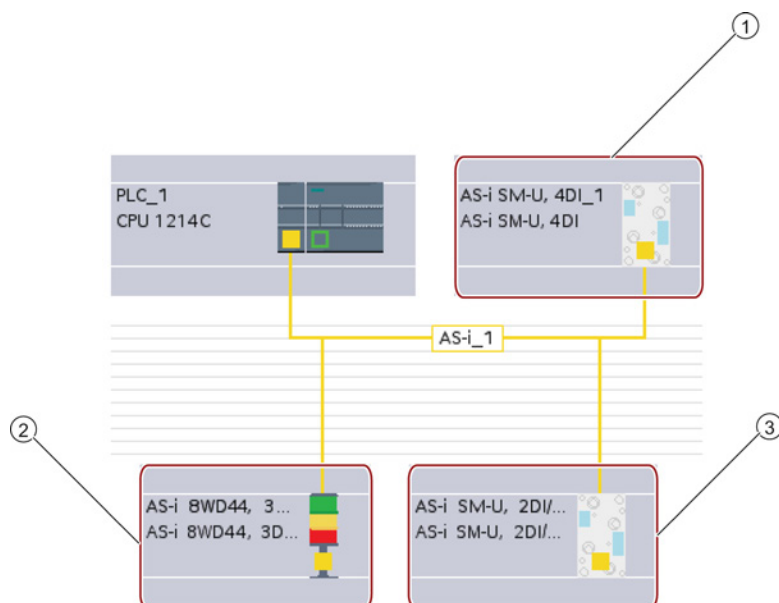 1
PLC_1
CPU 1214C
AS-i SM-U, 4DI_1
AS-i SM-U, 4DI
AS-i_1
2
3
AS-i 8WD44, 3...
AS-i 8WD44, 3D...
AS-i SM-U, 2DI/...
AS-i SM-U, 2DI/...